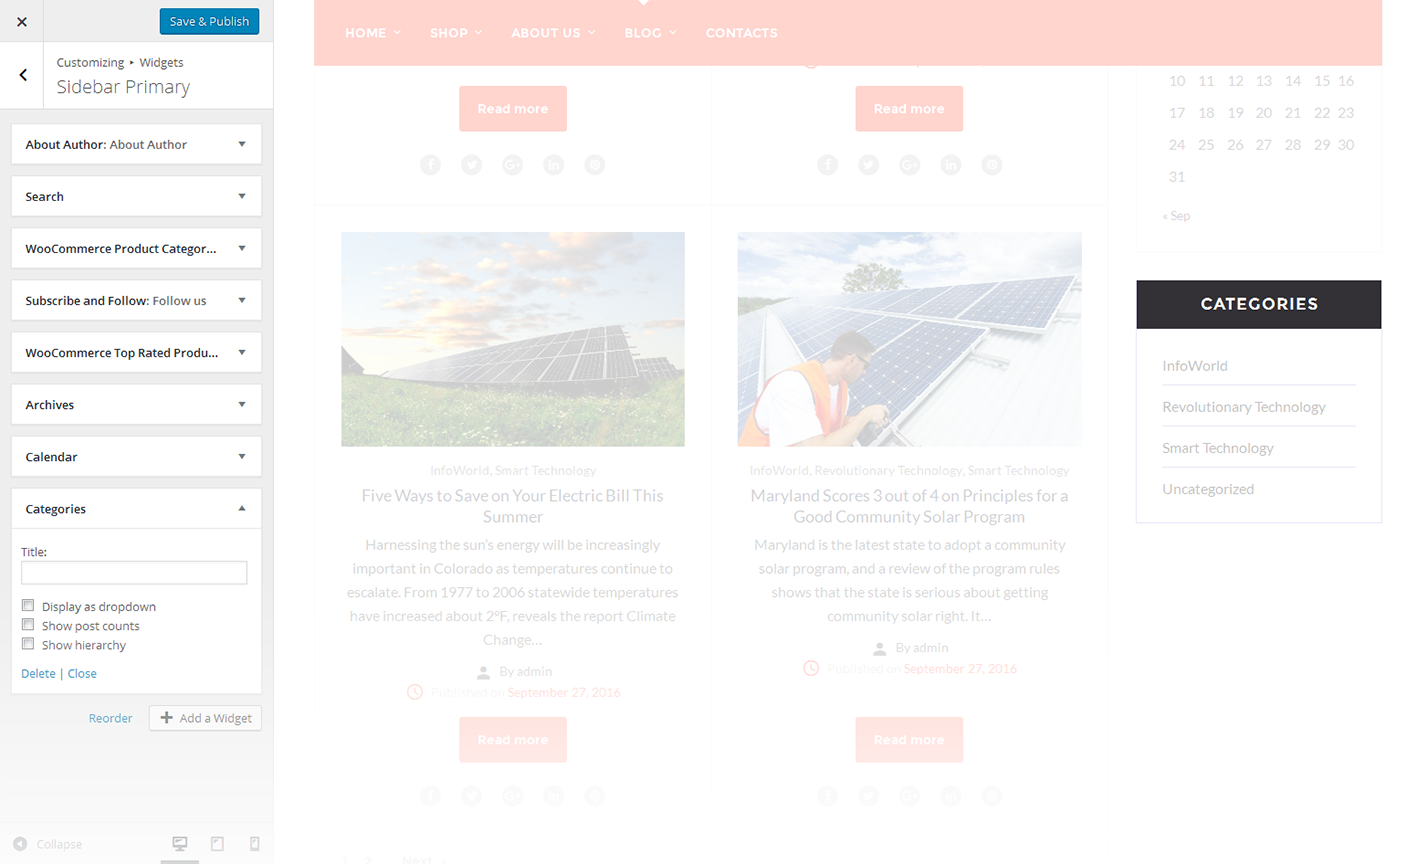 Save & Publish
Customizing ▸ Widgets
Sidebar Primary
About Author: About Author
Search
WooCommerce Product Categor...
Subscribe and Follow: Follow us
WooCommerce Top Rated Produ...
Archives
Calendar
Categories
Title:
Display as dropdown
Show post counts
Show hierarchy
Delete | Close
Reorder
Add a Widget
Collapse
HOME SHOP ABOUT US BLOG CONTACTS
Read more
Read more
InfoWorld, Smart Technology
Five Ways to Save on Your Electric Bill This
Summer
Harnessing the sun's energy will be increasingly
important in Colorado as temperatures continue to
escalate. From 1977 to 2006 statewide temperatures
have increased about 2°F, reveals the report Climate
Change...
By admin
Published on September 27, 2016
Read more
InfoWorld, Revolutionary Technology, Smart Technology
Maryland Scores 3 out of 4 on Principles for a
Good Community Solar Program
Maryland is the latest state to adopt a community
solar program, and a review of the program rules
shows that the state is serious about getting
community solar right. It...
By admin
Published on September 27, 2016
Read more
1 2 Next
10 11 12 13 14 15 16
17 18 19 20 21 22 23
24 25 26 27 28 29 30
31
« Sep
CATEGORIES
InfoWorld
Revolutionary Technology
Smart Technology
Uncategorized